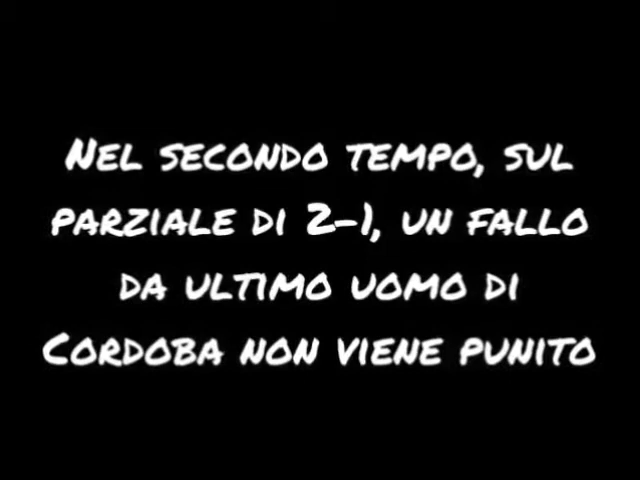 Nel secondo tempo, sul
parziale di 2-1, un fallo
da ultimo uomo di
Cordoba non viene punito